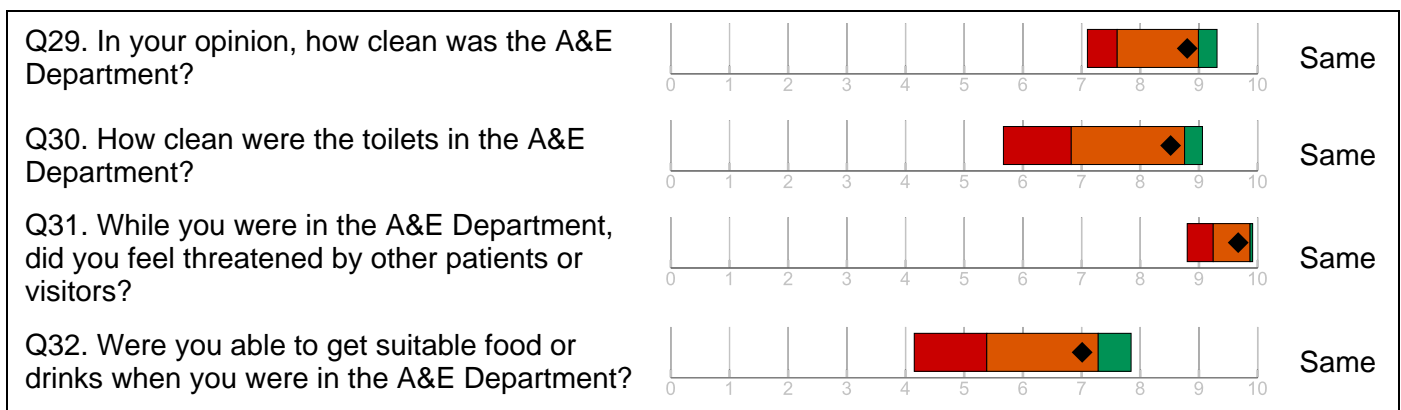 Q29. In your opinion, how clean was the A&E
Department?
Same
0 1 2 3 4 5 6 7 8 9 10
Q30. How clean were the toilets in the A&E
Department?
Same
0 1 2 3 4 5 6 7 8 9 10
Q31. While you were in the A&E Department,
did you feel threatened by other patients or
visitors?
Same
0 1 2 3 4 5 6 7 8 9 10
Q32. Were you able to get suitable food or
drinks when you were in the A&E Department?
Same
0 1 2 3 4 5 6 7 8 9 10